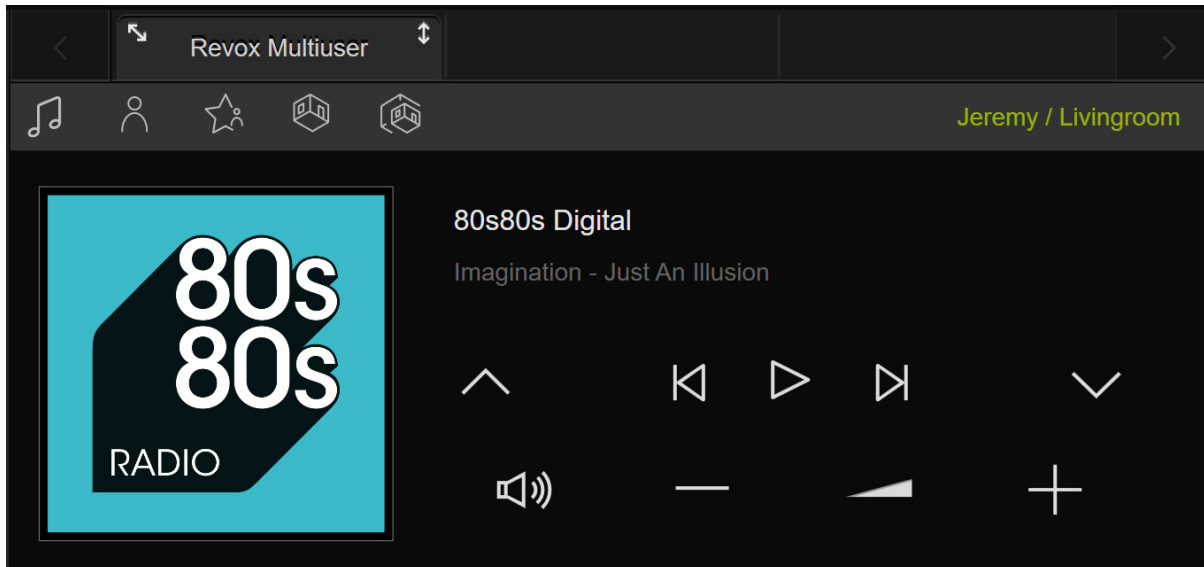 Revox Multiuser
Jeremy / Livingroom
80s80s Digital
Imagination - Just An Illusion
80s
80s
RADIO